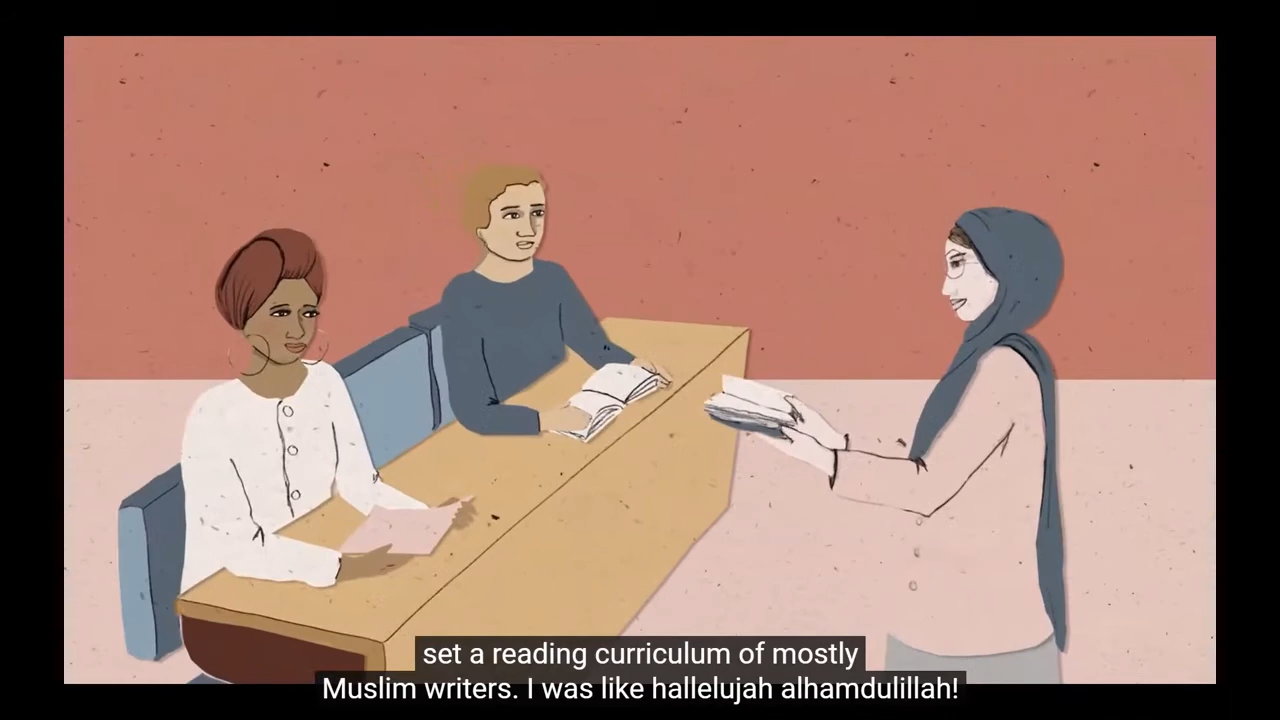 set a reading curriculum of mostly
Muslim writers. I was like hallelujah alhamdulillah!